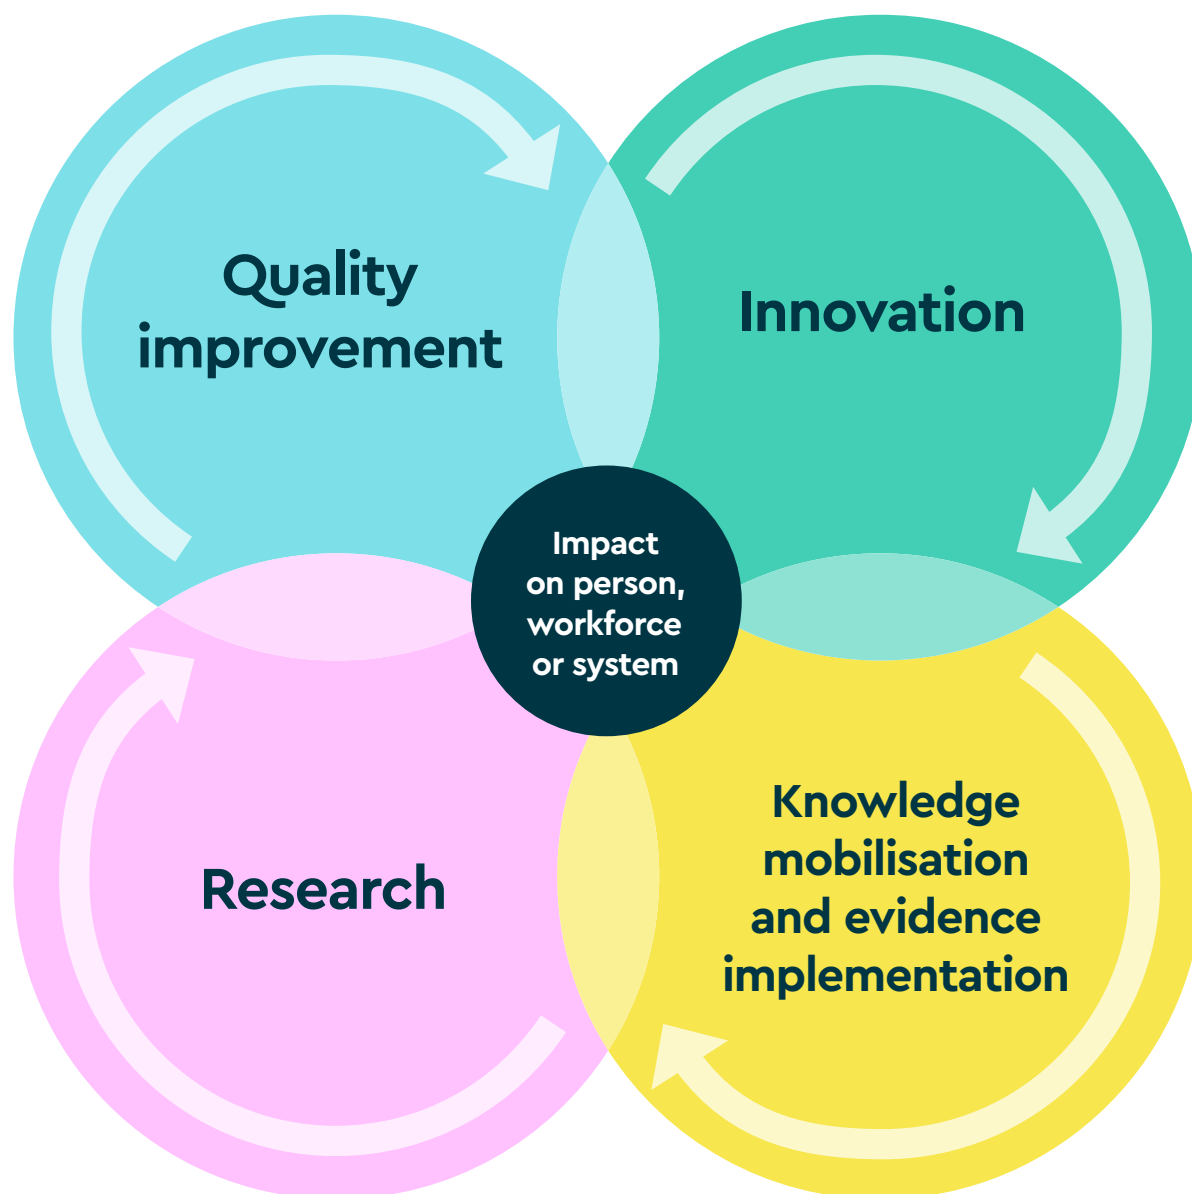 Quality
improvement
Innovation
Impact
on person,
workforce
or system
Research
Knowledge
mobilisation
and evidence
implementation